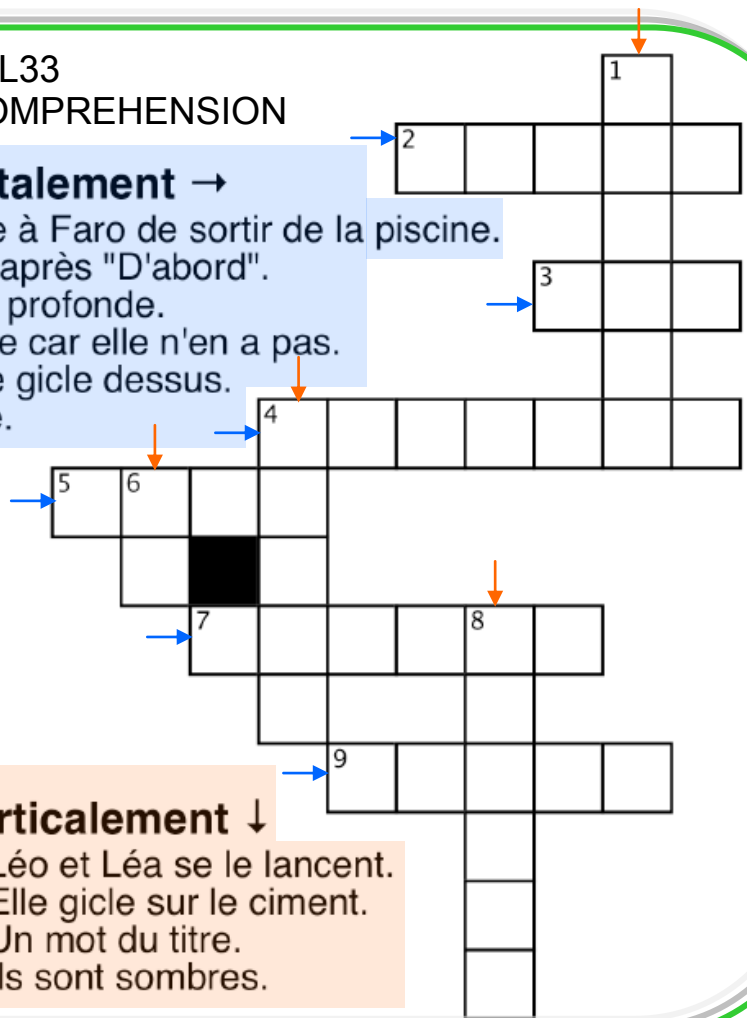 L33
OMPREHENSION
talement →
e à Faro de sortir de la piscine.
après "D'abord".
profonde.
e car elle n'en a pas.
e gicle dessus.
e.
1
2
3
4
5 6
7 8
9
rticalement ↓
Léo et Léa se le lancent.
Elle gicle sur le ciment.
Un mot du titre.
ls sont sombres.